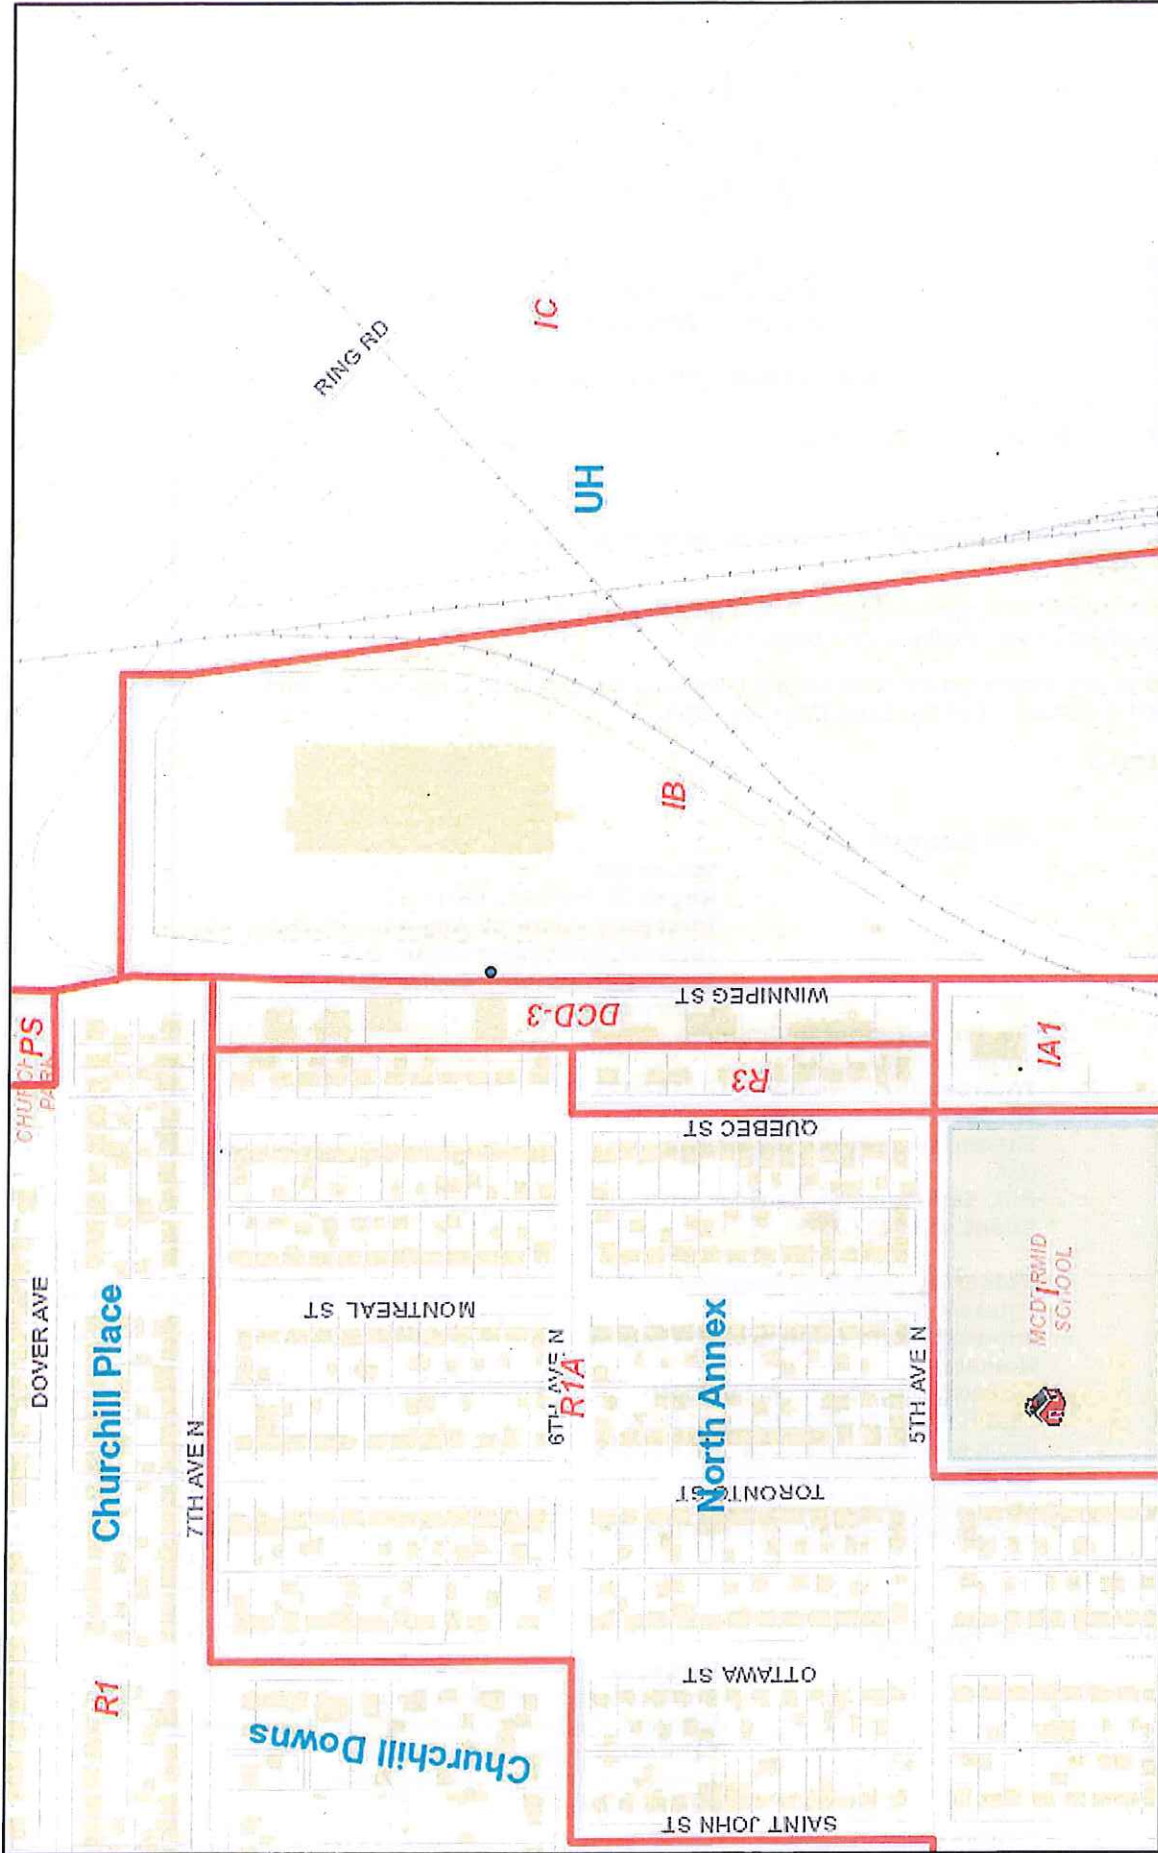 RING RD
IC
UH
IB
PS
WINNIPEG ST
DCD-3
IA1
R3
QUEBEC ST
DOVER AVE
Churchill Place
MONTREAL ST
6TH AVE N
R1A
North Annex
5TH AVE N
MCDIRMID
SCHOOL
I
7TH AVE N
TORONTO ST
R1
Churchill Downs
OTTAWA ST
SAINT JOHN ST